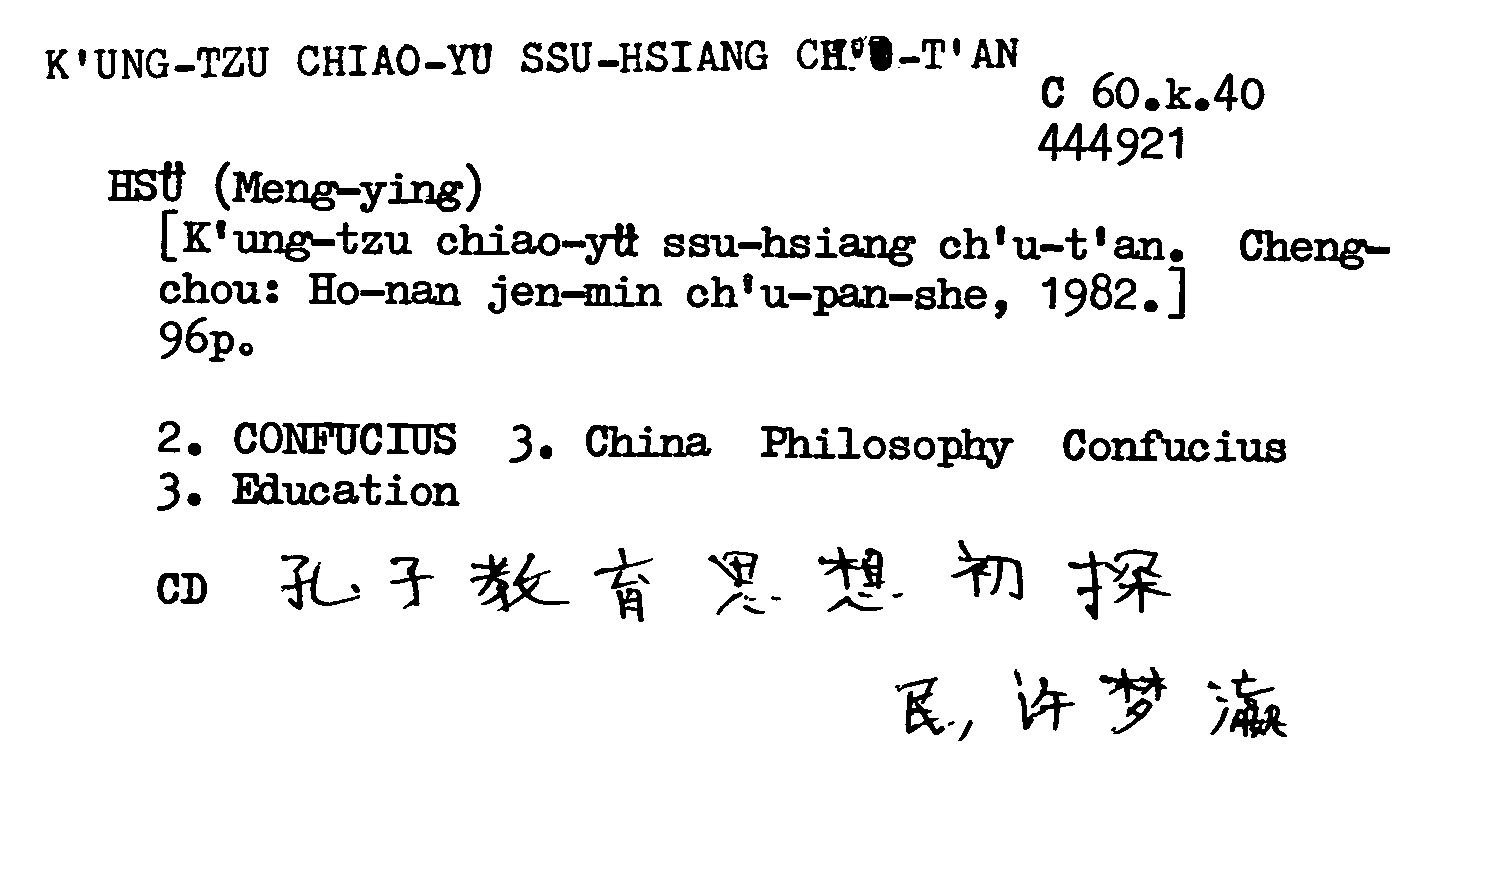 K'UNG-TZU CHIAO-YU SSU-HSIANG CH'U-T'AN
C 60.k.40
444921
HSÜ (Meng-ying)
[K'ung-tzu chiao-yü ssu-hsiang ch'u-t'an. Cheng-
chou: Ho-nan jen-min ch'u-pan-she, 1982.]
96p.
2. CONFUCIUS 3. China Philosophy Confucius
3. Education
CD 孔子教育思想初探
民, 许梦瀛